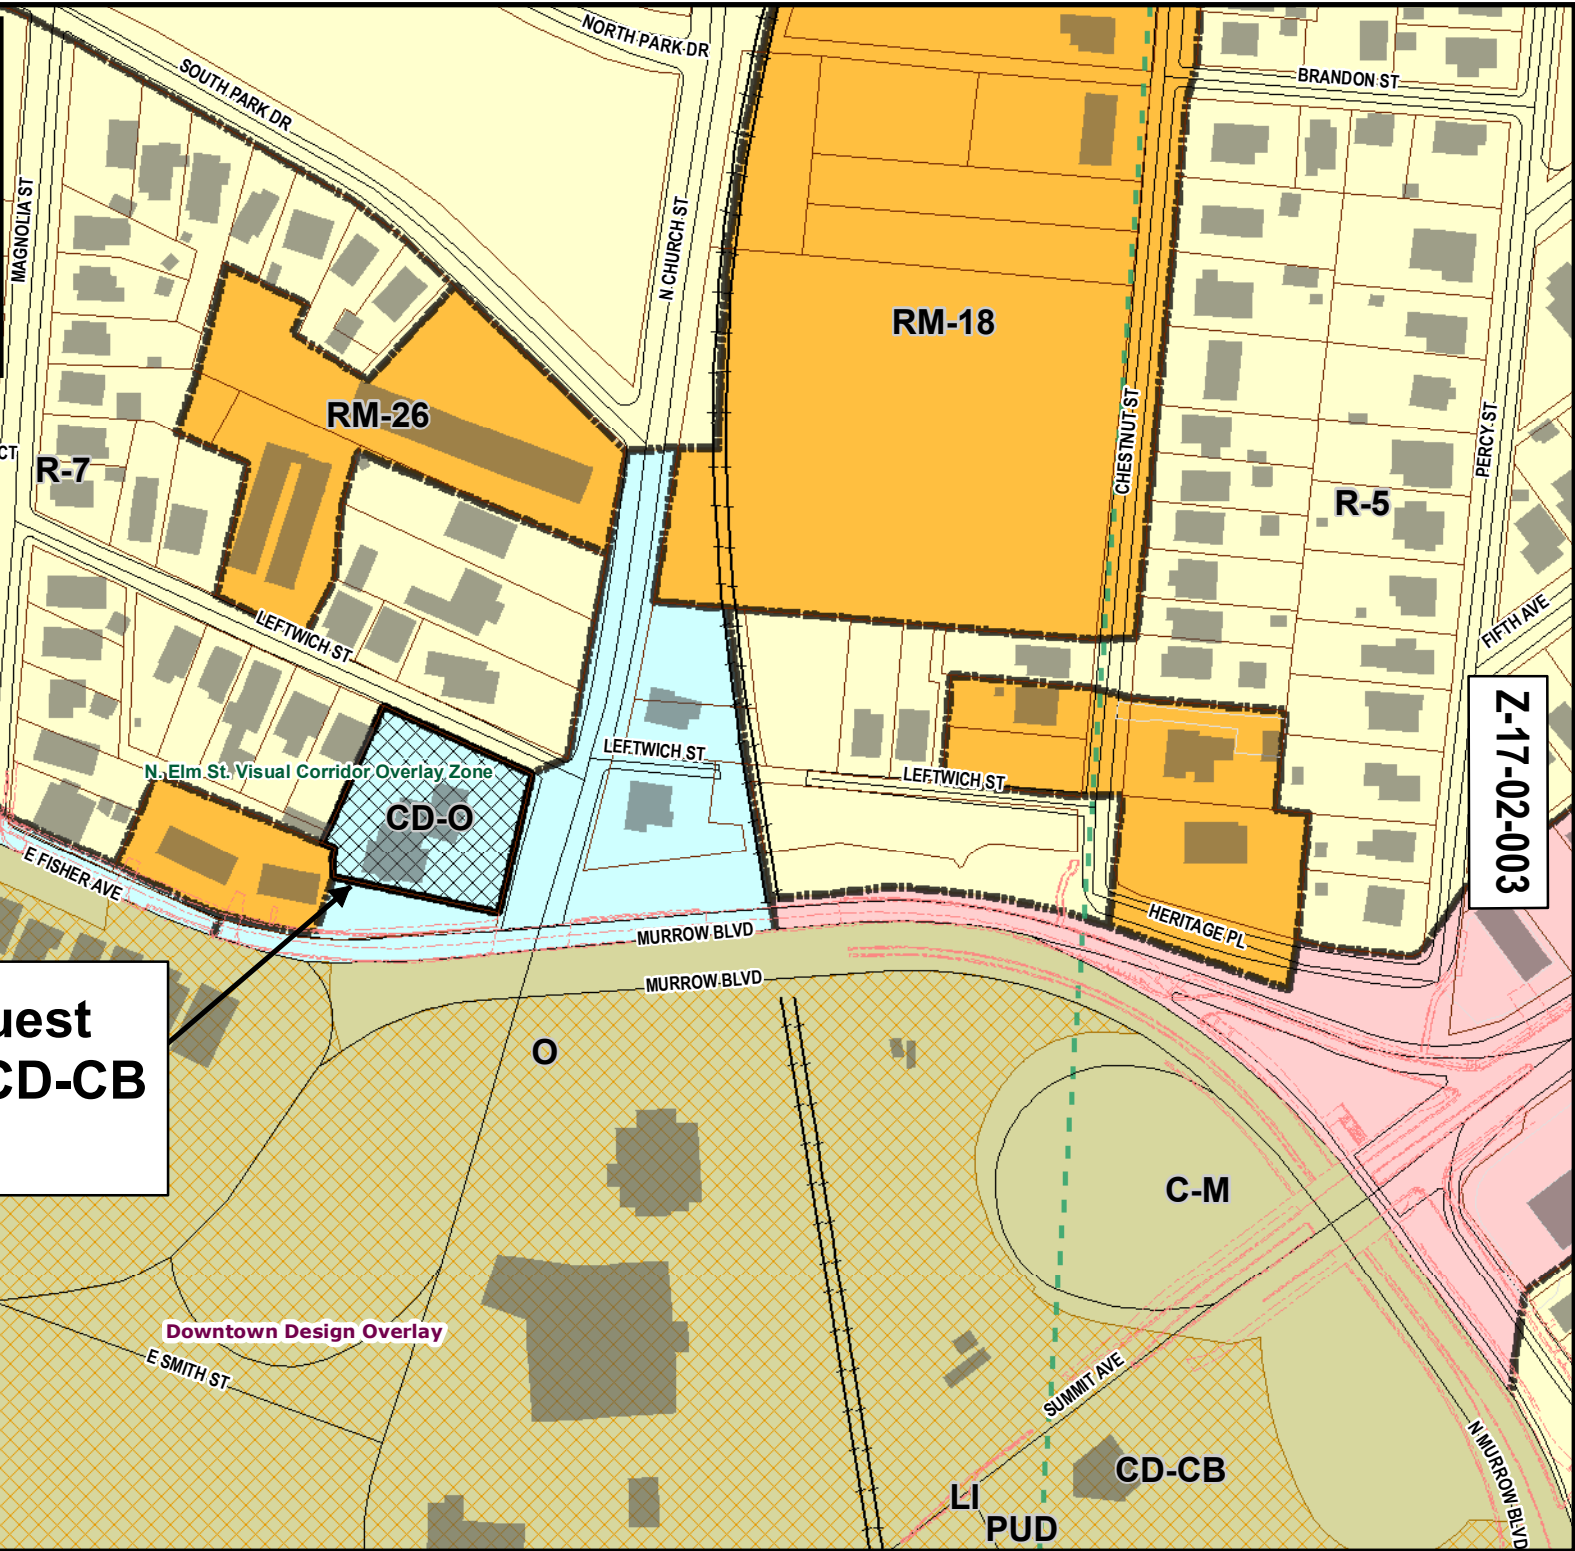 NORTH PARK DR
SOUTH PARK DR
BRANDON ST
MAGNOLIA ST
N CHURCH ST
RM-18
RM-26
CHESTNUT ST
PERCY ST
CT
R-7
R-5
FIFTH AVE
LEFTWICH ST
Z-17-02-003
LEFTWICH ST
N. Elm St. Visual Corridor Overlay Zone
LEFTWICH ST
CD-O
E FISHER AVE
HERITAGE PL
MURROW BLVD
MURROW BLVD
uest
CD-CB
O
C-M
Downtown Design Overlay
E SMITH ST
SUMMIT AVE
N MURROW BLVD
CD-CB
LI
PUD